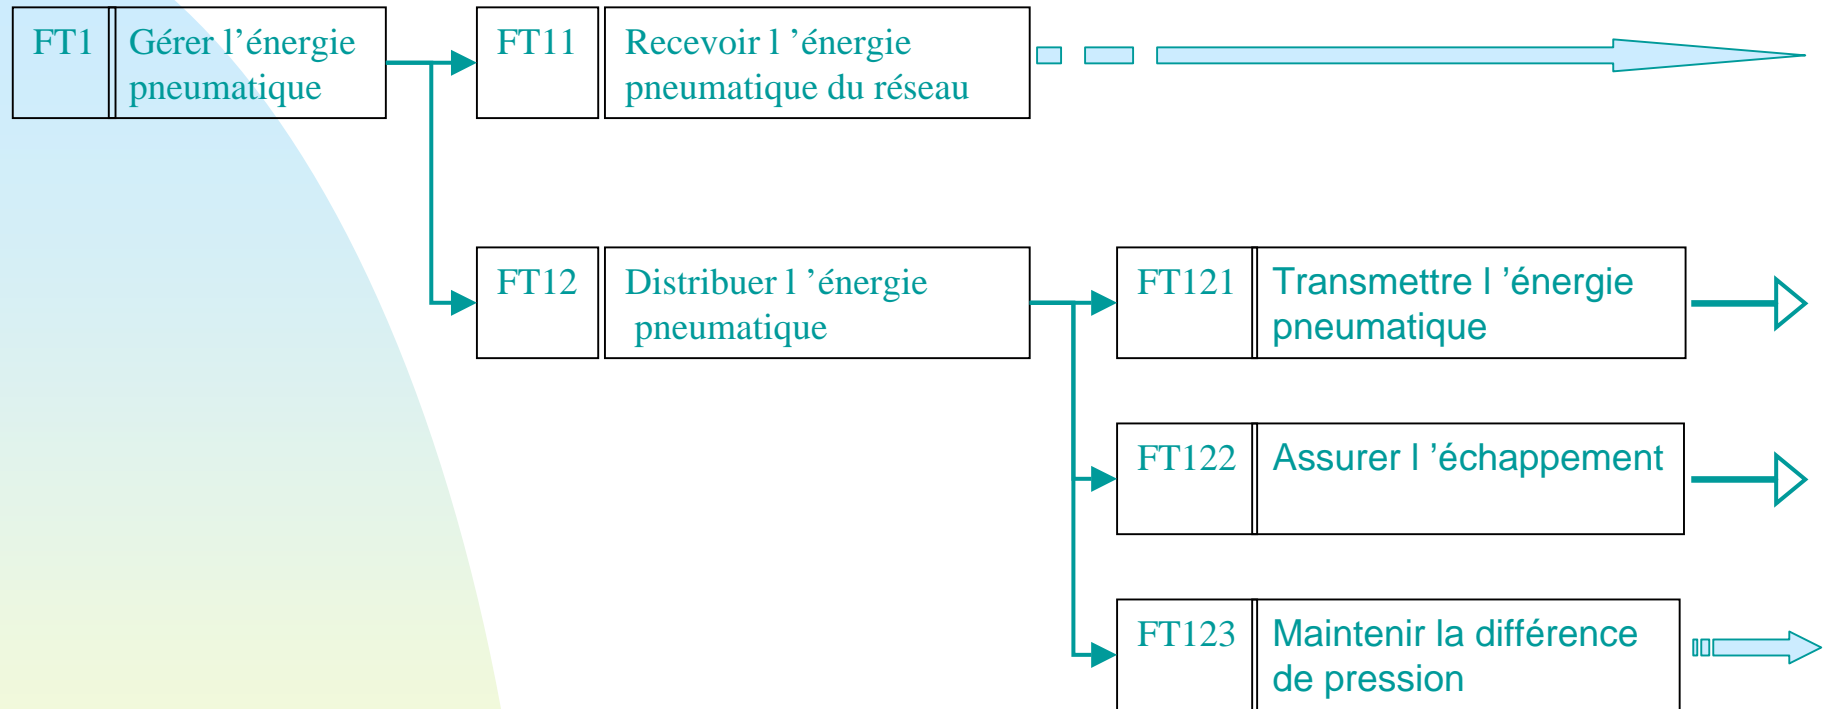 FT1 Gérer l’énergie
pneumatique
FT11 Recevoir l ’énergie
pneumatique du réseau
FT12 Distribuer l ’énergie
pneumatique
FT121 Transmettre l ’énergie
pneumatique
FT122 Assurer l ’échappement
FT123 Maintenir la différence
de pression